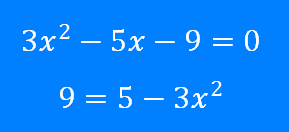 3x² − 5x − 9 = 0
9 = 5 − 3x²